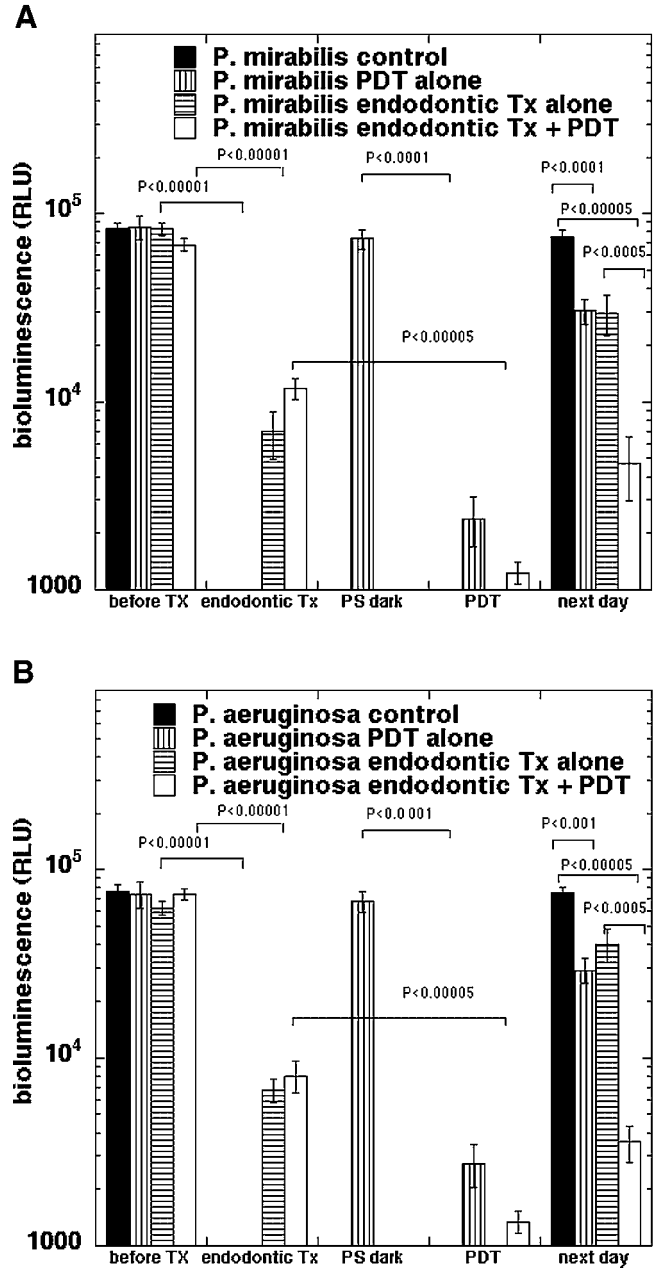 A
P. mirabilis control
P. mirabilis PDT alone
P. mirabilis endodontic Tx alone
P. mirabilis endodontic Tx + PDT
P<0.00001
P<0.0001
P<0.0001
P<0.00001
10^5
P<0.00005
P<0.0005
P<0.00005
10^4
bioluminescence (RLU)
1000
before TX endodontic Tx PS dark PDT next day
B
P. aeruginosa control
P. aeruginosa PDT alone
P. aeruginosa endodontic Tx alone
P. aeruginosa endodontic Tx + PDT
P<0.00001
P<0.0001
P<0.001
P<0.00001
10^5
P<0.00005
P<0.0005
P<0.00005
10^4
bioluminescence (RLU)
1000
before TX endodontic Tx PS dark PDT next day